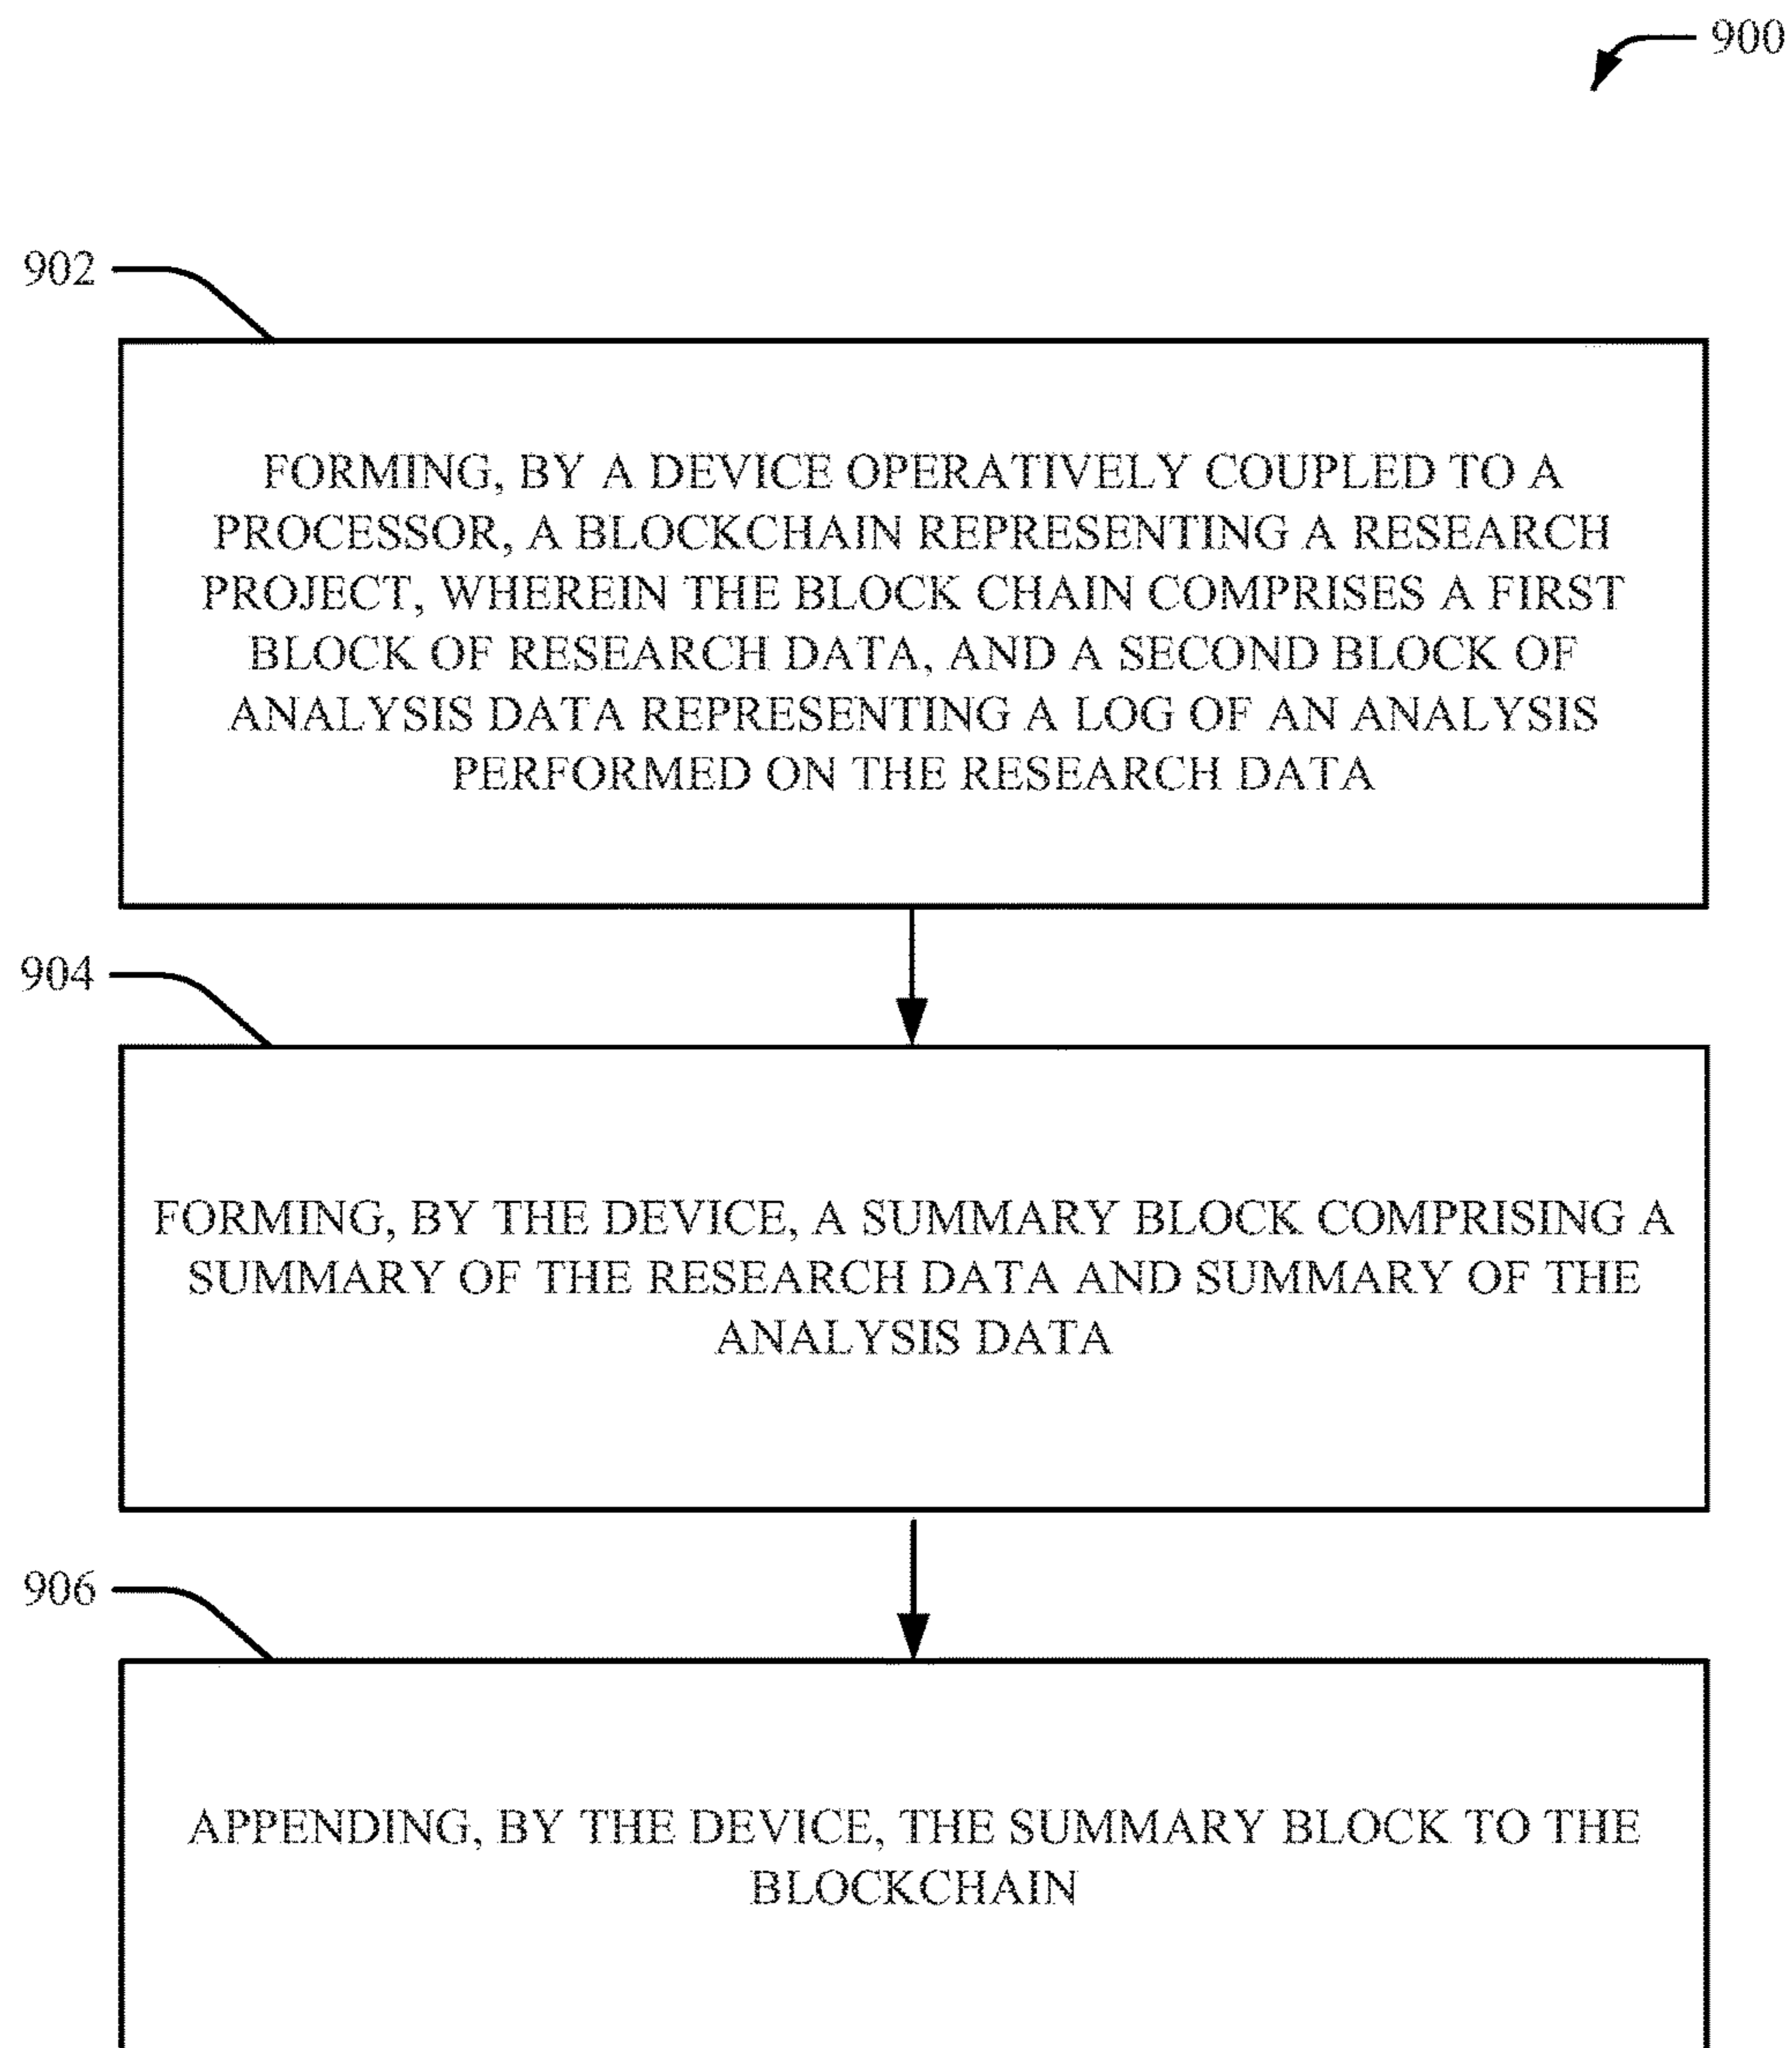 900
902
FORMING, BY A DEVICE OPERATIVELY COUPLED TO A
PROCESSOR, A BLOCKCHAIN REPRESENTING A RESEARCH
PROJECT, WHEREIN THE BLOCK CHAIN COMPRISES A FIRST
BLOCK OF RESEARCH DATA, AND A SECOND BLOCK OF
ANALYSIS DATA REPRESENTING A LOG OF AN ANALYSIS
PERFORMED ON THE RESEARCH DATA
904
FORMING, BY THE DEVICE, A SUMMARY BLOCK COMPRISING A
SUMMARY OF THE RESEARCH DATA AND SUMMARY OF THE
ANALYSIS DATA
906
APPENDING, BY THE DEVICE, THE SUMMARY BLOCK TO THE
BLOCKCHAIN